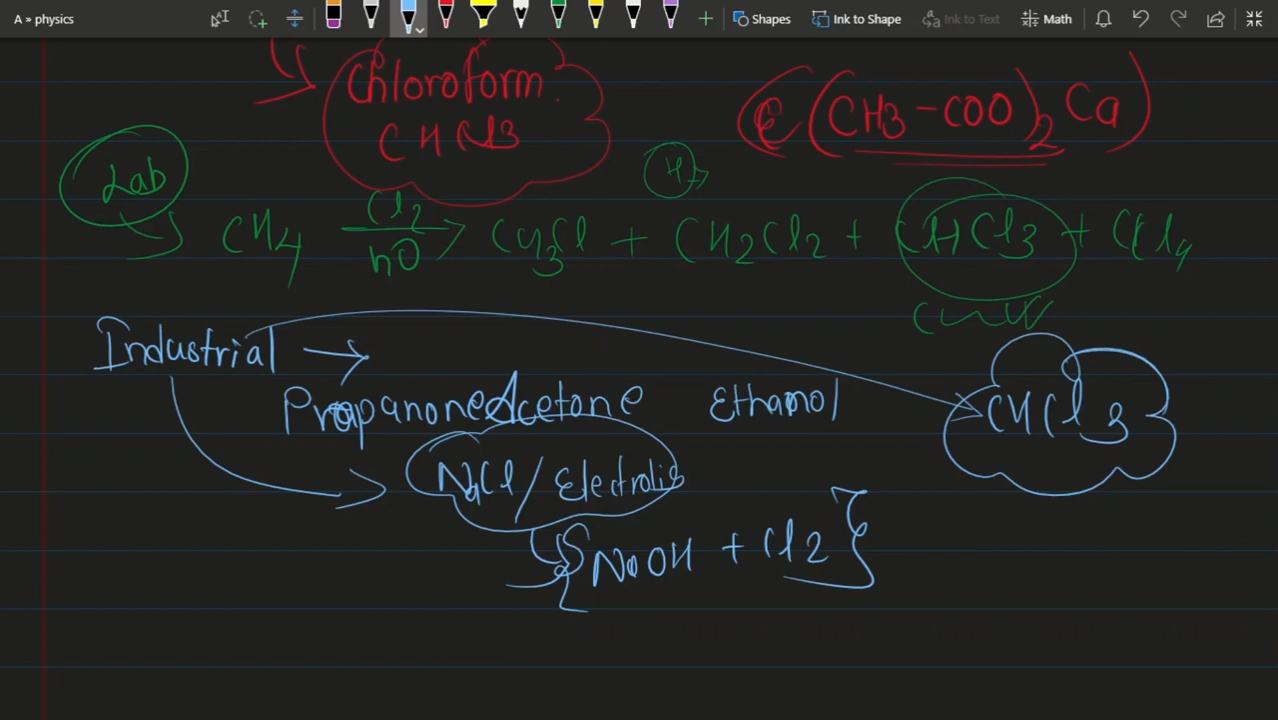 A » physics
Shapes
Ink to Shape
Ink to Text
Math
Chloroform
CHCl3
(CH3-COO)2Ca
Lab
H
CH4 Cl2 hν CH3Cl + CH2Cl2 + CHCl3 + CCl4
Industrial →
Propanone Acetone Ethanol CHCl3
NaCl / Electrolis
{ NaOH + Cl2 }